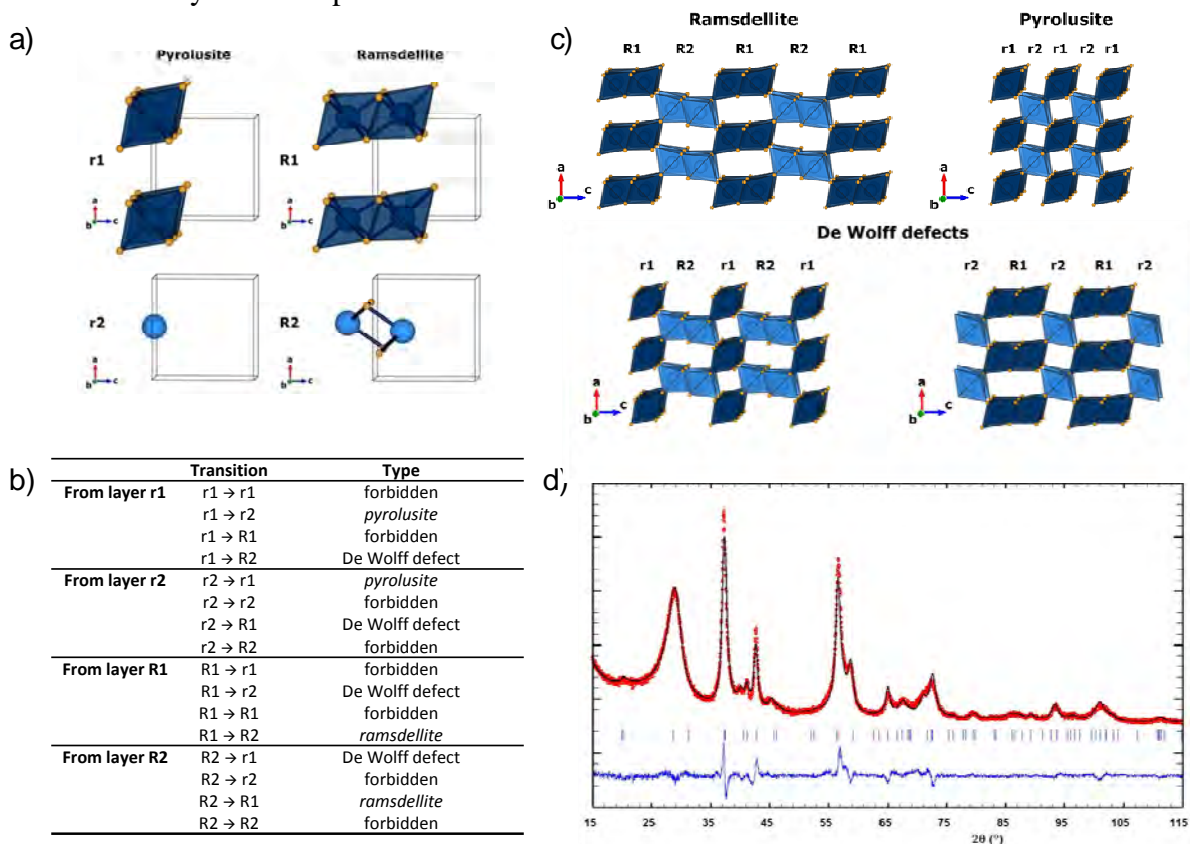 a)
Pyrolusite Ramsdellite
r1 R1
a b c a b c
r2 R2
a b c a b c
b)
Transition Type
From layer r1 r1 → r1 forbidden
r1 → r2 pyrolusite
r1 → R1 forbidden
r1 → R2 De Wolff defect
From layer r2 r2 → r1 pyrolusite
r2 → r2 forbidden
r2 → R1 De Wolff defect
r2 → R2 forbidden
From layer R1 R1 → r1 forbidden
R1 → r2 De Wolff defect
R1 → R1 forbidden
R1 → R2 ramsdellite
From layer R2 R2 → r1 De Wolff defect
R2 → r2 forbidden
R2 → R1 ramsdellite
R2 → R2 forbidden
c)
Ramsdellite Pyrolusite
R1 R2 R1 R2 R1 r1 r2 r1 r2 r1
a b c a b c
De Wolff defects
r1 R2 r1 R2 r1 r2 R1 r2 R1 r2
a b c a b c
d)
15 25 35 45 55 65 75 85 95 105 115
2θ (°)